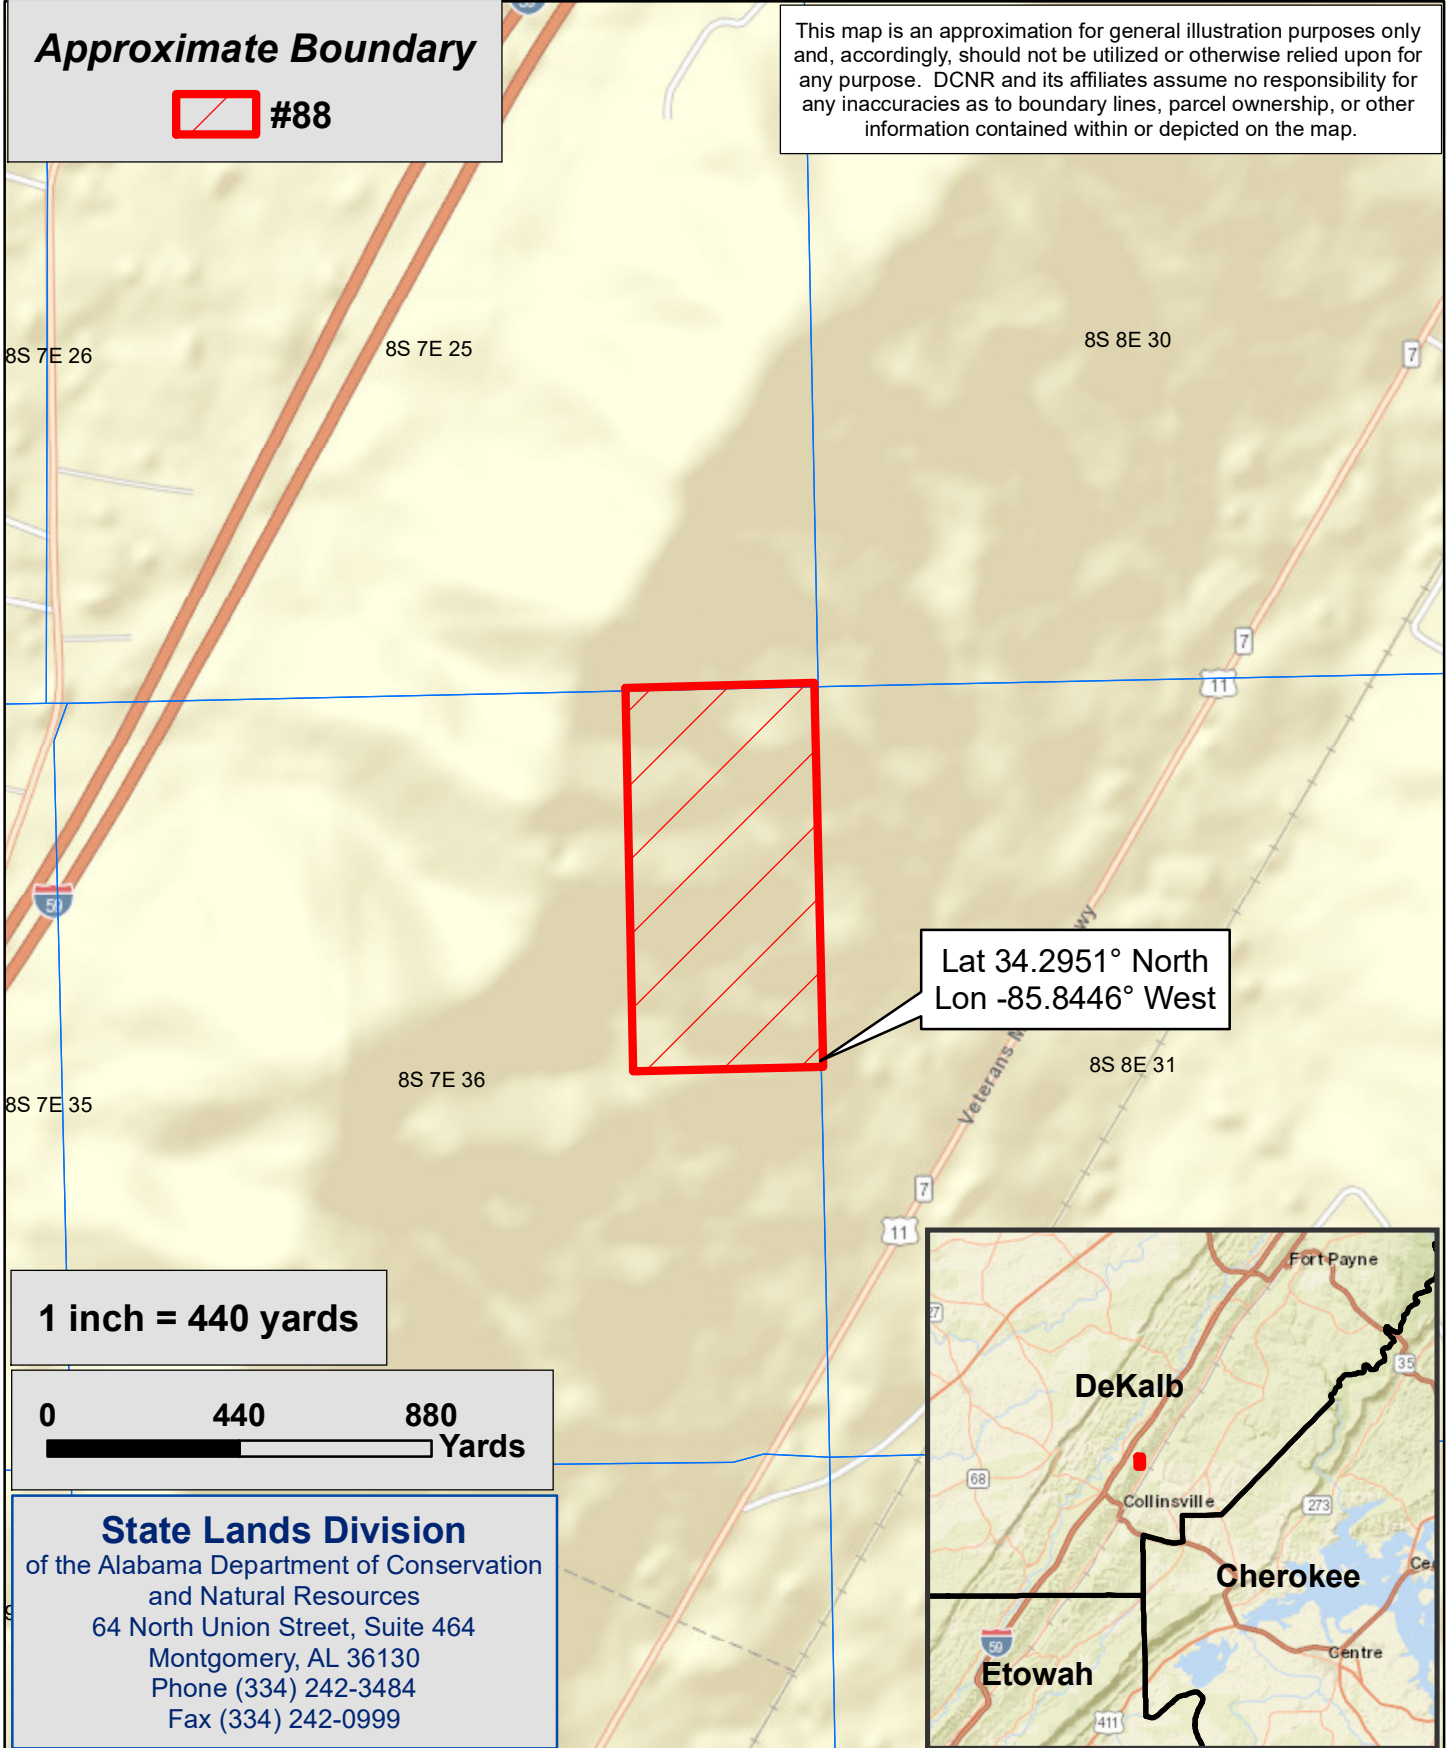 Approximate Boundary
#88
This map is an approximation for general illustration purposes only
and, accordingly, should not be utilized or otherwise relied upon for
any purpose.  DCNR and its affiliates assume no responsibility for
any inaccuracies as to boundary lines, parcel ownership, or other
information contained within or depicted on the map.
8S 7E 26
8S 7E 25
8S 8E 30
7
7
11
59
Lat 34.2951° North
Lon -85.8446° West
Veterans
wy
8S 8E 31
8S 7E 36
8S 7E 35
7
11
1 inch = 440 yards
0 440 880
Yards
State Lands Division
of the Alabama Department of Conservation
and Natural Resources
64 North Union Street, Suite 464
Montgomery, AL 36130
Phone (334) 242-3484
Fax (334) 242-0999
Fort Payne
27
35
DeKalb
68
Collinsville
273
Cherokee
Ce
59
Etowah
Centre
411